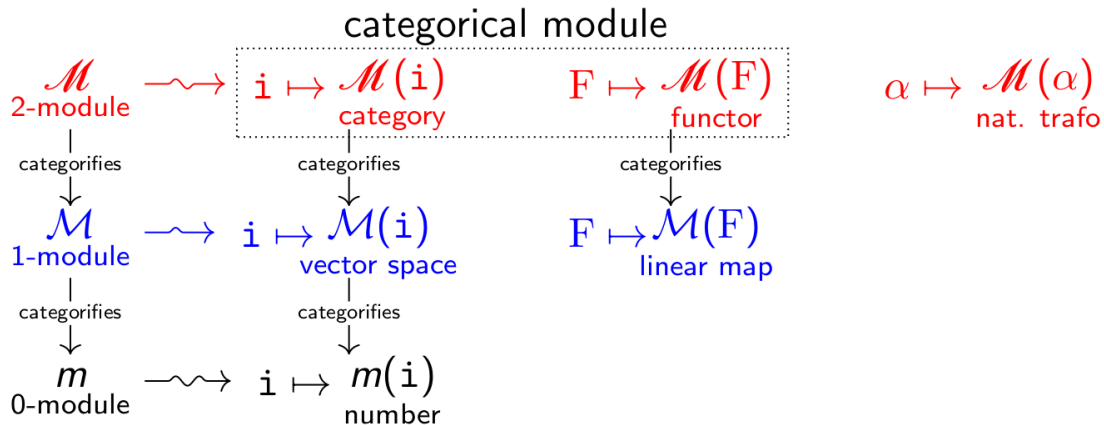 categorical module
ℳ i ↦ ℳ(i) F ↦ ℳ(F) α ↦ ℳ(α)
2-module category functor nat. trafo
categorifies categorifies categorifies
ℳ i ↦ ℳ(i) F ↦ ℳ(F)
1-module vector space linear map
categorifies categorifies
m i ↦ m(i)
0-module number